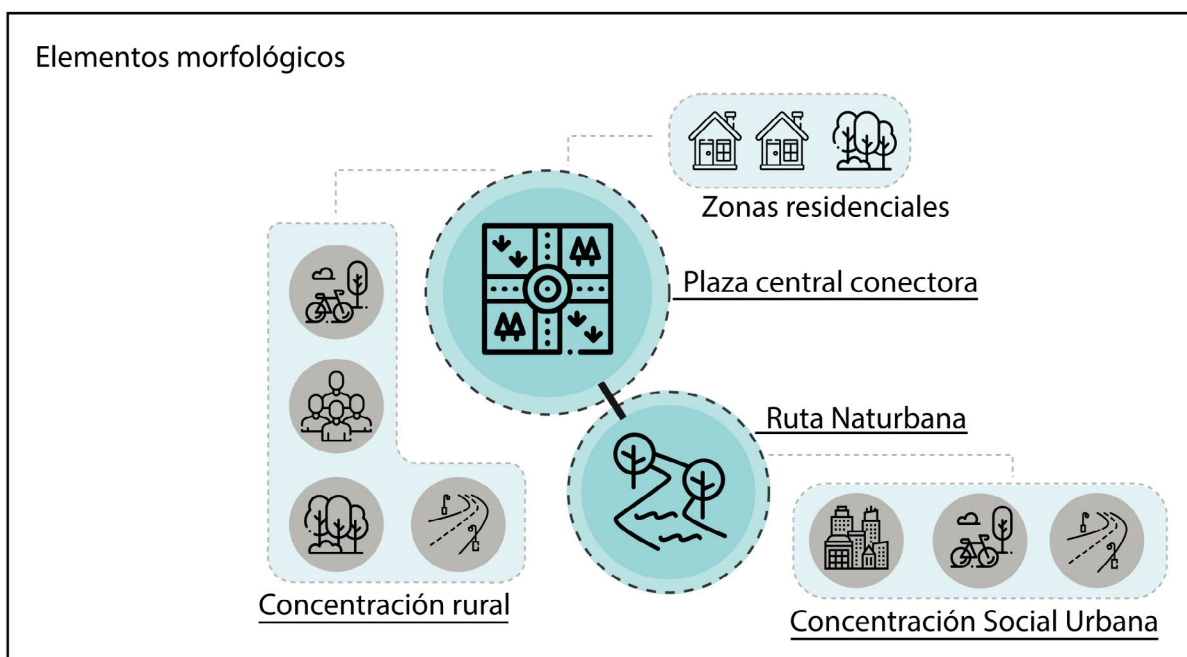 Elementos morfológicos
Zonas residenciales
Plaza central conectora
Ruta Naturbana
Concentración rural
Concentración Social Urbana